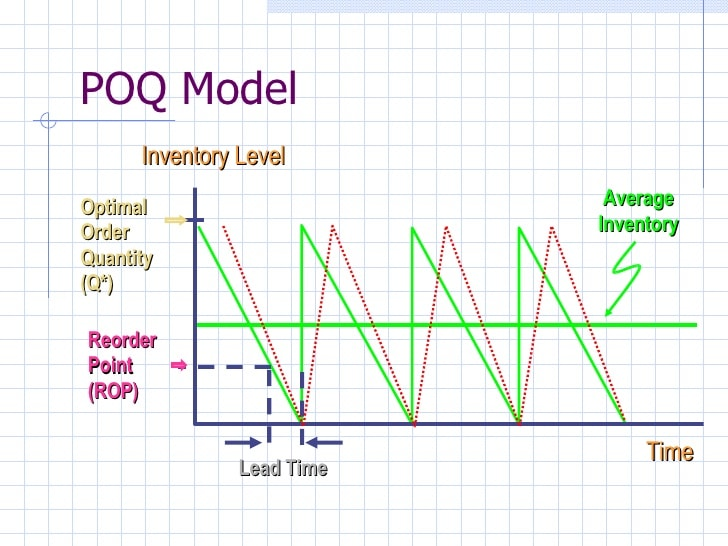 POQ Model
Inventory Level
Optimal
Order
Quantity
(Q*)
Average
Inventory
Reorder
Point
(ROP)
Lead Time
Time